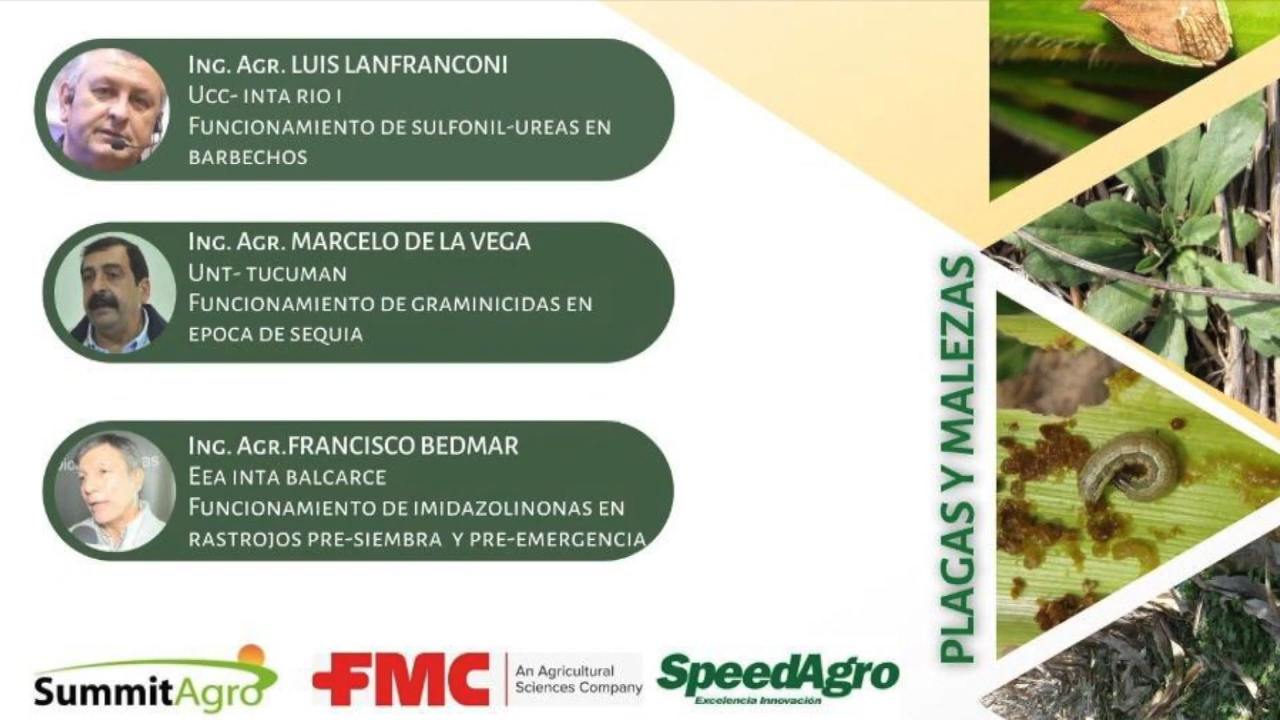 ING. AGR. LUIS LANFRANCONI
UCC- INTA RIO I
FUNCIONAMIENTO DE SULFONIL-UREAS EN
BARBECHOS
ING. AGR. MARCELO DE LA VEGA
UNT- TUCUMAN
FUNCIONAMIENTO DE GRAMINICIDAS EN
EPOCA DE SEQUIA
ING. AGR.FRANCISCO BEDMAR
EEA INTA BALCARCE
FUNCIONAMIENTO DE IMIDAZOLINONAS EN
RASTROJOS PRE-SIEMBRA Y PRE-EMERGENCIA
PLAGAS Y MALEZAS
SummitAgro
FMC
An Agricultural
Sciences Company
SpeedAgro
Excelencia Innovación